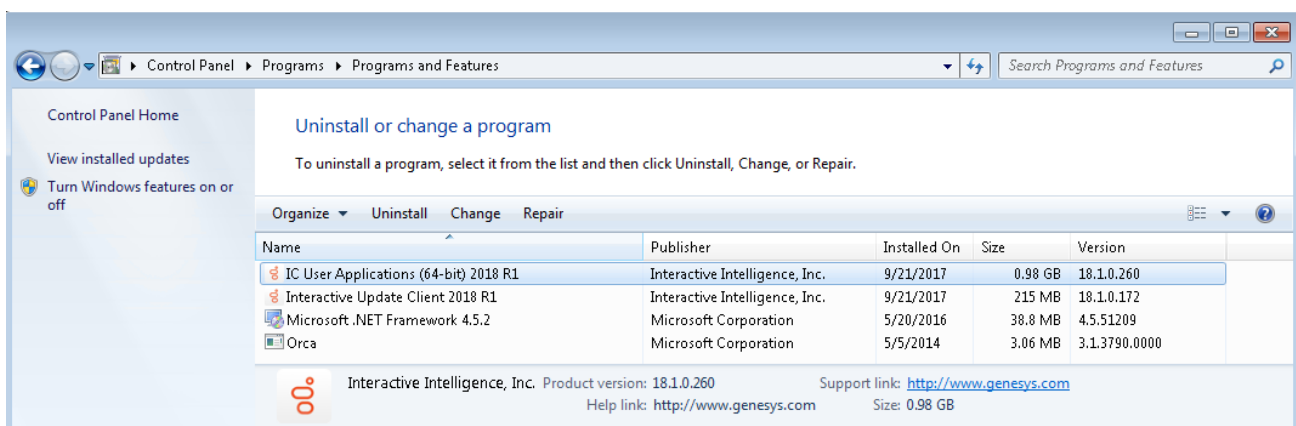 Control Panel Programs Programs and Features Search Programs and Features
Control Panel Home
View installed updates
Turn Windows features on or
off
Uninstall or change a program
To uninstall a program, select it from the list and then click Uninstall, Change, or Repair.
Organize Uninstall Change Repair
Name Publisher Installed On Size Version
IC User Applications (64-bit) 2018 R1 Interactive Intelligence, Inc. 9/21/2017 0.98 GB 18.1.0.260
Interactive Update Client 2018 R1 Interactive Intelligence, Inc. 9/21/2017 215 MB 18.1.0.172
Microsoft .NET Framework 4.5.2 Microsoft Corporation 5/20/2016 38.8 MB 4.5.51209
Orca Microsoft Corporation 5/5/2014 3.06 MB 3.1.3790.0000
Interactive Intelligence, Inc. Product version: 18.1.0.260 Support link: http://www.genesys.com
Help link: http://www.genesys.com Size: 0.98 GB